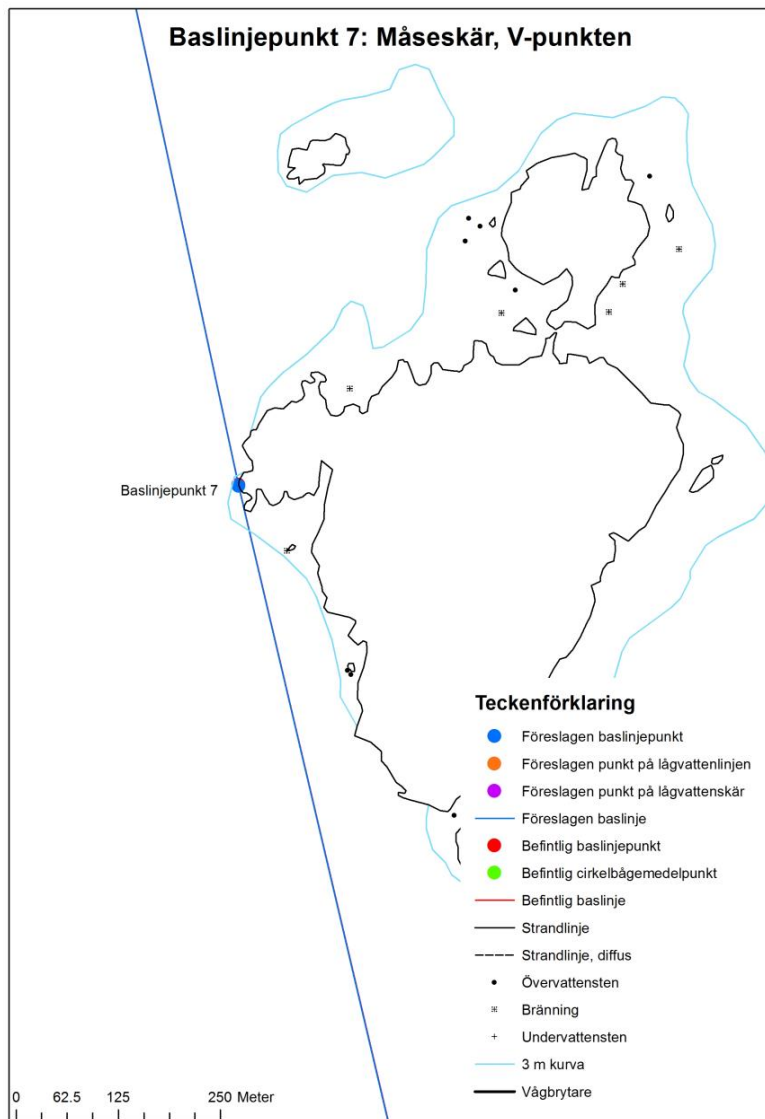 Baslinjepunkt 7: Måseskär, V-punkten
Baslinjepunkt 7
Teckenförklaring
Föreslagen baslinjepunkt
Föreslagen punkt på lågvattenlinjen
Föreslagen punkt på lågvattenskär
Föreslagen baslinje
Befintlig baslinjepunkt
Befintlig cirkelbågemedelpunkt
Befintlig baslinje
Strandlinje
Strandlinje, diffus
Övervattensten
Bränning
Undervattensten
3 m kurva
Vågbrytare
0 62.5 125 250 Meter